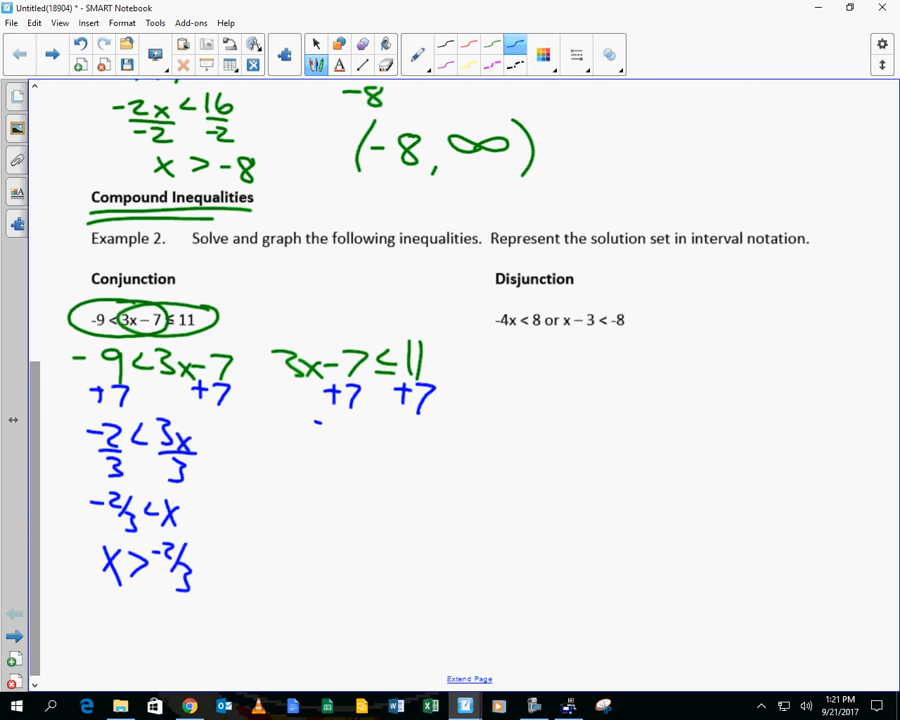 Untitled(18904) * - SMART Notebook
File Edit View Insert Format Tools Add-ons Help
-8
-2x < 16
-2 -2
x > -8
(-8, ∞)
Compound Inequalities
Example 2. Solve and graph the following inequalities. Represent the solution set in interval notation.
Conjunction Disjunction
-9 < 3x – 7 ≤ 11 -4x < 8 or x – 3 < -8
-9 < 3x-7 3x-7 ≤ 11
+7 +7 +7 +7
-2 < 3x
3 3
-2/3 < x
x > -2/3
Extend Page
1:21 PM
9/21/2017